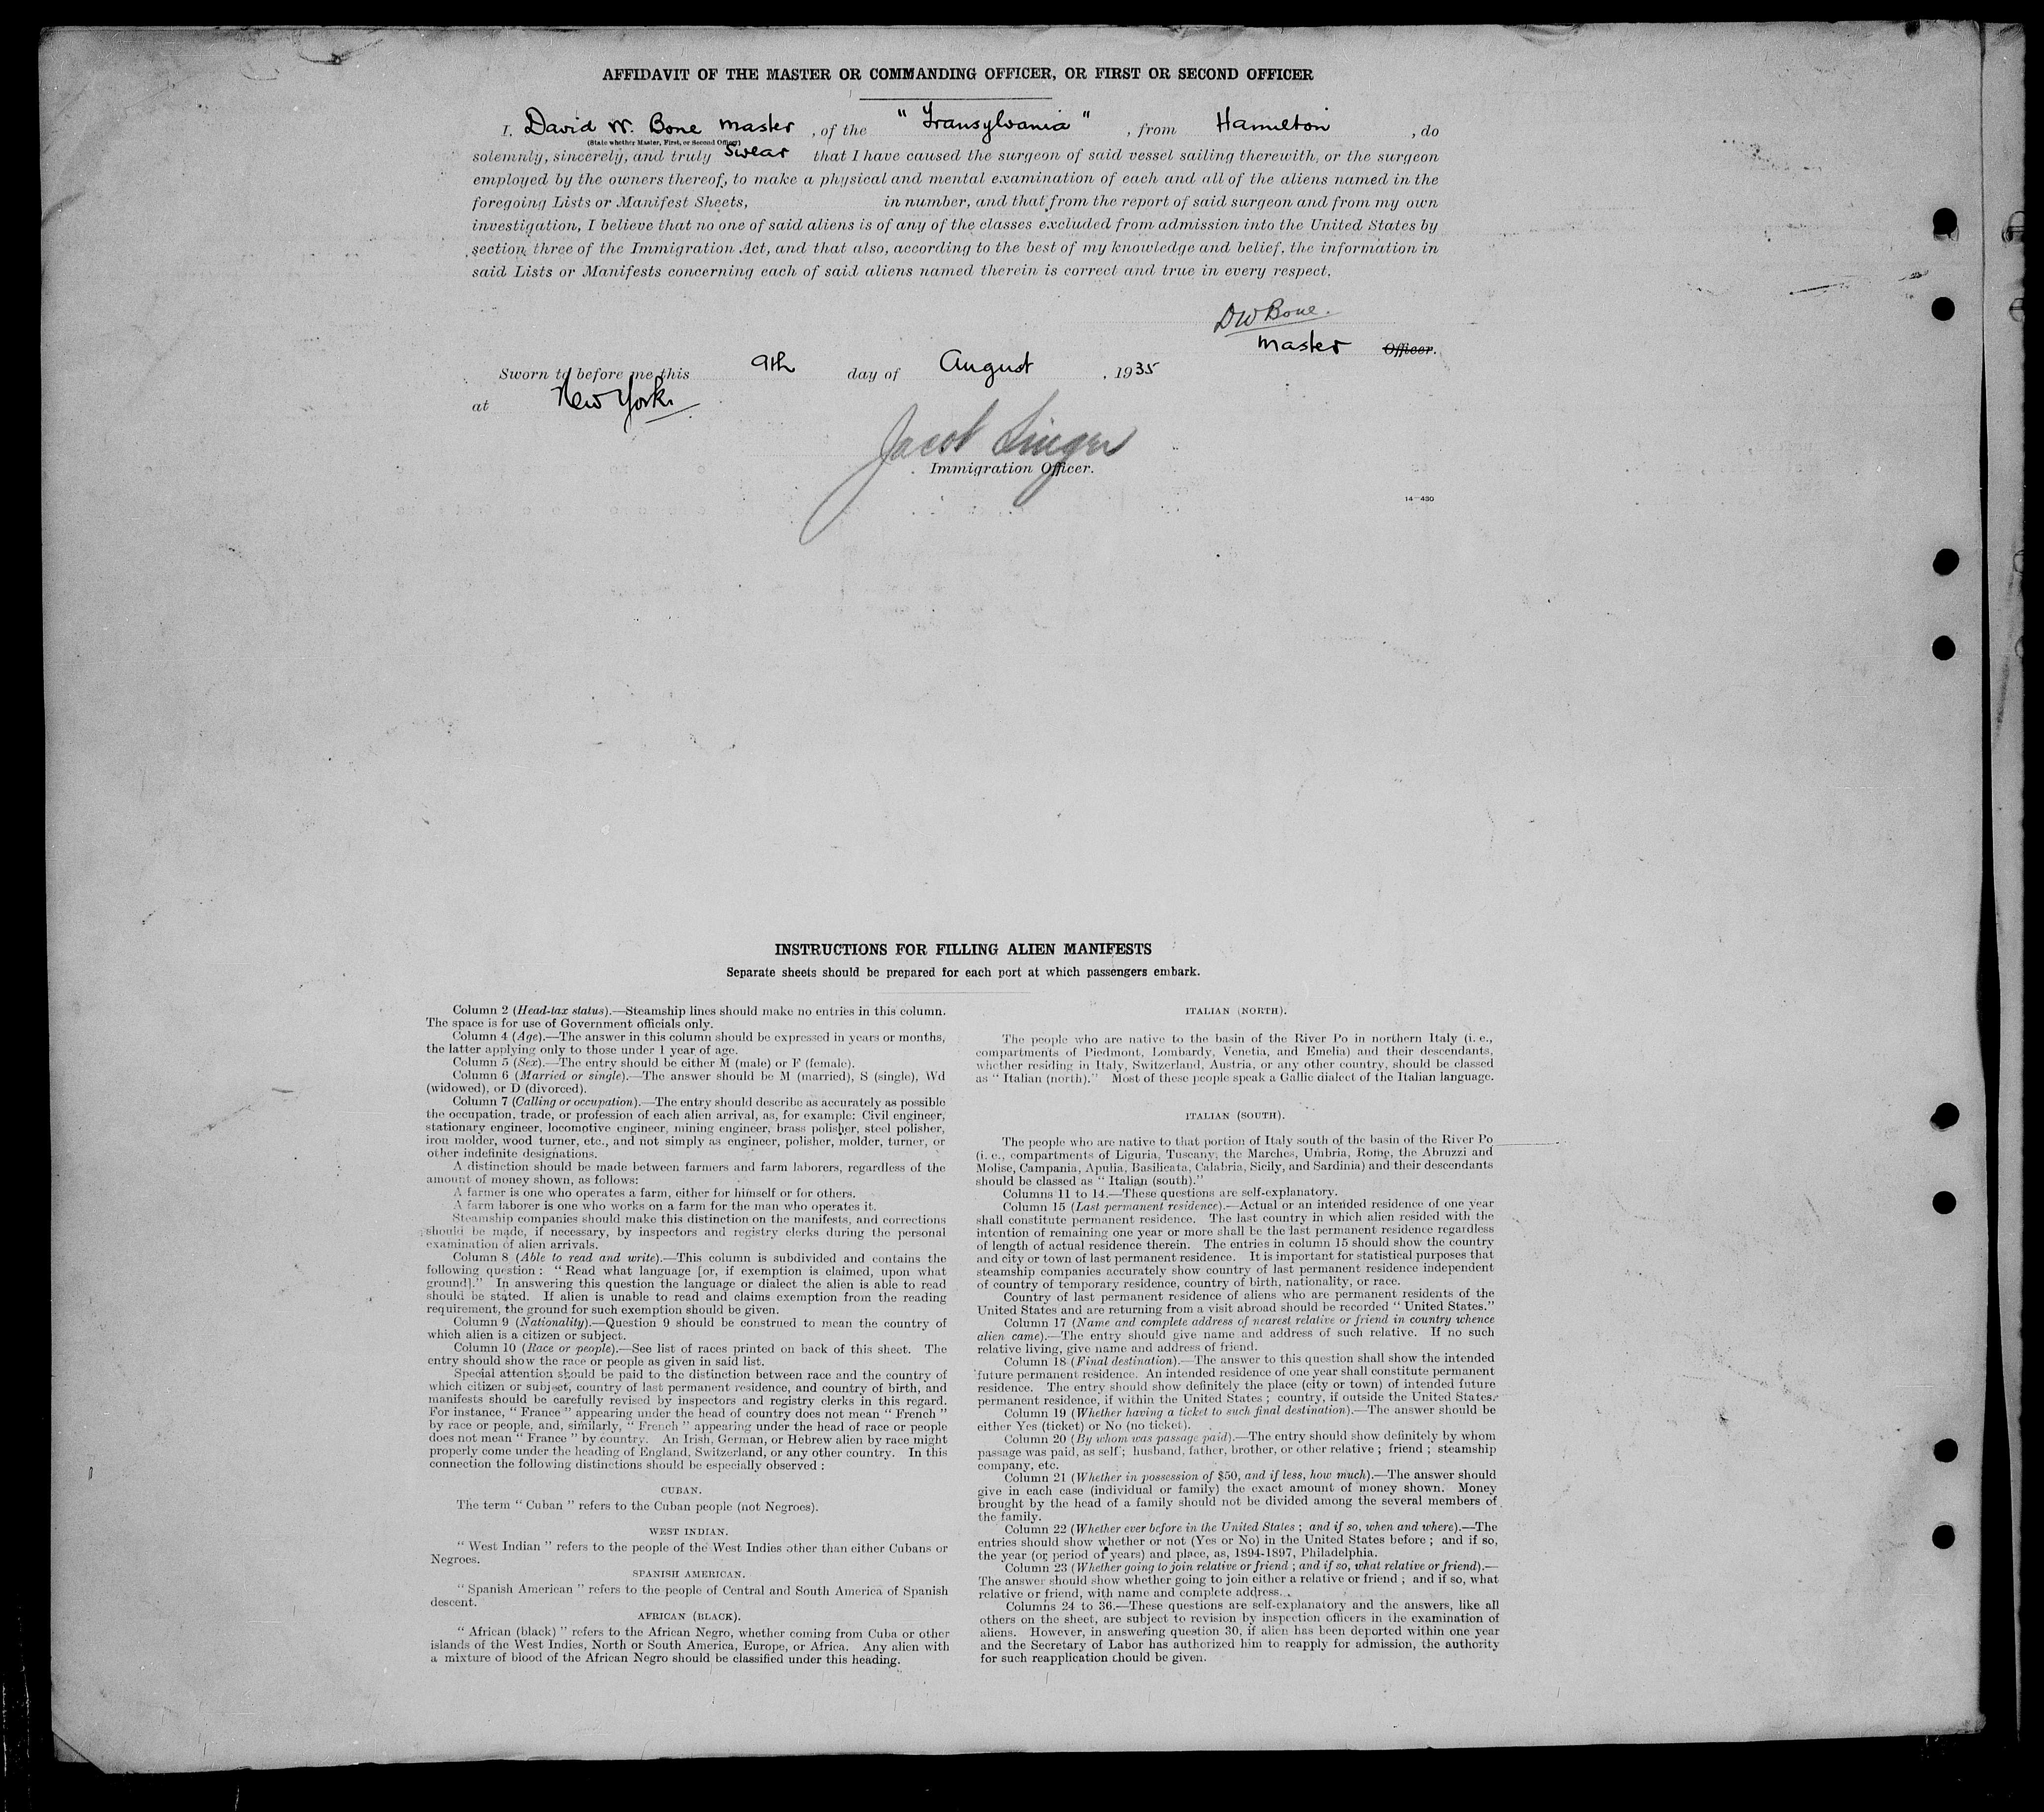 AFFIDAVIT OF THE MASTER OR COMMANDING OFFICER, OR FIRST OR SECOND OFFICER
I, David W. Bone Master , of the "Transylvania" , from Hamilton , do
(State whether Master, First, or Second Officer)
solemnly, sincerely, and truly swear that I have caused the surgeon of said vessel sailing therewith, or the surgeon
employed by the owners thereof, to make a physical and mental examination of each and all of the aliens named in the
foregoing Lists or Manifest Sheets, in number, and that from the report of said surgeon and from my own
investigation, I believe that no one of said aliens is of any of the classes excluded from admission into the United States by
section three of the Immigration Act, and that also, according to the best of my knowledge and belief, the information in
said Lists or Manifests concerning each of said aliens named therein is correct and true in every respect.
DW Bone.
Master Officer.
Sworn to before me this 9th day of August , 1935
at New York
Jacob Singer
Immigration Officer.
14—430
INSTRUCTIONS FOR FILLING ALIEN MANIFESTS
Separate sheets should be prepared for each port at which passengers embark.
Column 2 (Head-tax status).—Steamship lines should make no entries in this column.
The space is for use of Government officials only.
Column 4 (Age).—The answer in this column should be expressed in years or months,
the latter applying only to those under 1 year of age.
Column 5 (Sex).—The entry should be either M (male) or F (female).
Column 6 (Married or single).—The answer should be M (married), S (single), Wd
(widowed), or D (divorced).
Column 7 (Calling or occupation).—The entry should describe as accurately as possible
the occupation, trade, or profession of each alien arrival, as, for example: Civil engineer,
stationary engineer, locomotive engineer, mining engineer, brass polisher, steel polisher,
iron molder, wood turner, etc., and not simply as engineer, polisher, molder, turner, or
other indefinite designations.
A distinction should be made between farmers and farm laborers, regardless of the
amount of money shown, as follows:
A farmer is one who operates a farm, either for himself or for others.
A farm laborer is one who works on a farm for the man who operates it.
Steamship companies should make this distinction on the manifests, and corrections
should be made, if necessary, by inspectors and registry clerks during the personal
examination of alien arrivals.
Column 8 (Able to read and write).—This column is subdivided and contains the
following question: "Read what language [or, if exemption is claimed, upon what
ground]." In answering this question the language or dialect the alien is able to read
should be stated. If alien is unable to read and claims exemption from the reading
requirement, the ground for such exemption should be given.
Column 9 (Nationality).—Question 9 should be construed to mean the country of
which alien is a citizen or subject.
Column 10 (Race or people).—See list of races printed on back of this sheet. The
entry should show the race or people as given in said list.
Special attention should be paid to the distinction between race and the country of
which citizen or subject, country of last permanent residence, and country of birth, and
manifests should be carefully revised by inspectors and registry clerks in this regard.
For instance, "France" appearing under the head of country does not mean "French"
by race or people, and, similarly, "French" appearing under the head of race or people
does not mean "France" by country. An Irish, German, or Hebrew alien by race might
properly come under the heading of England, Switzerland, or any other country. In this
connection the following distinctions should be especially observed:
CUBAN.
The term "Cuban" refers to the Cuban people (not Negroes).
WEST INDIAN.
"West Indian" refers to the people of the West Indies other than either Cubans or
Negroes.
SPANISH AMERICAN.
"Spanish American" refers to the people of Central and South America of Spanish
descent.
AFRICAN (BLACK).
"African (black)" refers to the African Negro, whether coming from Cuba or other
islands of the West Indies, North or South America, Europe, or Africa. Any alien with
a mixture of blood of the African Negro should be classified under this heading.
ITALIAN (NORTH).
The people who are native to the basin of the River Po in northern Italy (i. e.,
compartments of Piedmont, Lombardy, Venetia, and Emelia) and their descendants,
whether residing in Italy, Switzerland, Austria, or any other country, should be classed
as "Italian (north)." Most of these people speak a Gallic dialect of the Italian language.
ITALIAN (SOUTH).
The people who are native to that portion of Italy south of the basin of the River Po
(i. e., compartments of Liguria, Tuscany, the Marches, Umbria, Rome, the Abruzzi and
Molise, Campania, Apulia, Basilicata, Calabria, Sicily, and Sardinia) and their descendants
should be classed as "Italian (south)."
Columns 11 to 14.—These questions are self-explanatory.
Column 15 (Last permanent residence).—Actual or an intended residence of one year
shall constitute permanent residence. The last country in which alien resided with the
intention of remaining one year or more shall be the last permanent residence regardless
of length of actual residence therein. The entries in column 15 should show the country
and city or town of last permanent residence. It is important for statistical purposes that
steamship companies accurately show country of last permanent residence independent
of country of temporary residence, country of birth, nationality, or race.
Country of last permanent residence of aliens who are permanent residents of the
United States and are returning from a visit abroad should be recorded "United States."
Column 17 (Name and complete address of nearest relative or friend in country whence
alien came).—The entry should give name and address of such relative. If no such
relative living, give name and address of friend.
Column 18 (Final destination).—The answer to this question shall show the intended
future permanent residence. An intended residence of one year shall constitute permanent
residence. The entry should show definitely the place (city or town) of intended future
permanent residence, if within the United States; country, if outside the United States.
Column 19 (Whether having a ticket to such final destination).—The answer should be
either Yes (ticket) or No (no ticket).
Column 20 (By whom was passage paid).—The entry should show definitely by whom
passage was paid, as self; husband, father, brother, or other relative; friend; steamship
company, etc.
Column 21 (Whether in possession of $50, and if less, how much).—The answer should
give in each case (individual or family) the exact amount of money shown. Money
brought by the head of a family should not be divided among the several members of
the family.
Column 22 (Whether ever before in the United States; and if so, when and where).—The
entries should show whether or not (Yes or No) in the United States before; and if so,
the year (or period of years) and place, as, 1894-1897, Philadelphia.
Column 23 (Whether going to join relative or friend; and if so, what relative or friend).—
The answer should show whether going to join either a relative or friend; and if so, what
relative or friend, with name and complete address.
Columns 24 to 36.—These questions are self-explanatory and the answers, like all
others on the sheet, are subject to revision by inspection officers in the examination of
aliens. However, in answering question 30, if alien has been deported within one year
and the Secretary of Labor has authorized him to reapply for admission, the authority
for such reapplication should be given.